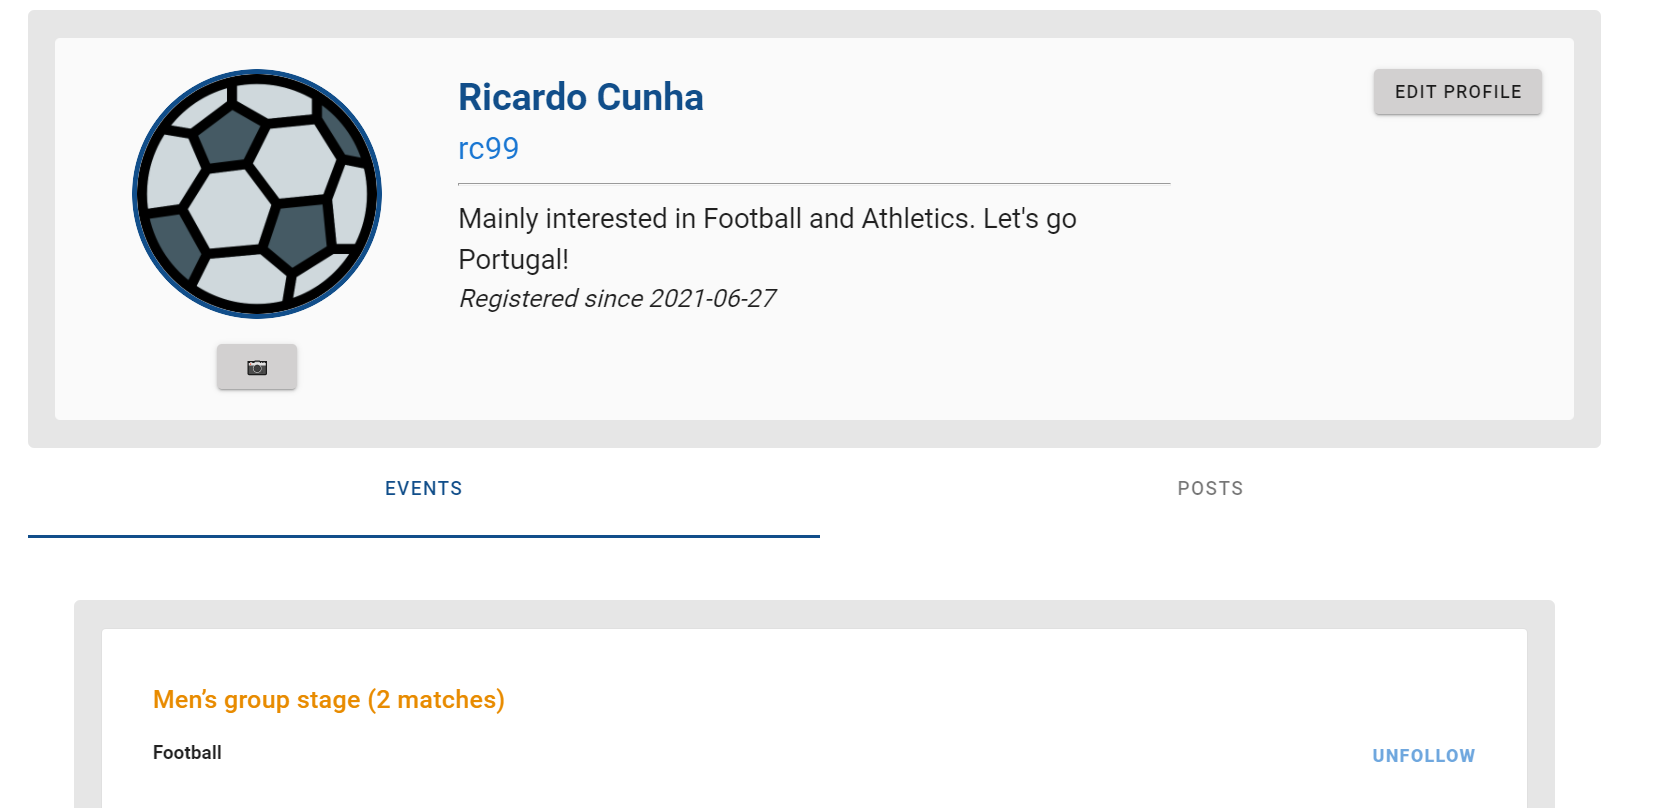 Ricardo Cunha
EDIT PROFILE
rc99
Mainly interested in Football and Athletics. Let's go
Portugal!
Registered since 2021-06-27
EVENTS
POSTS
Men’s group stage (2 matches)
Football
UNFOLLOW